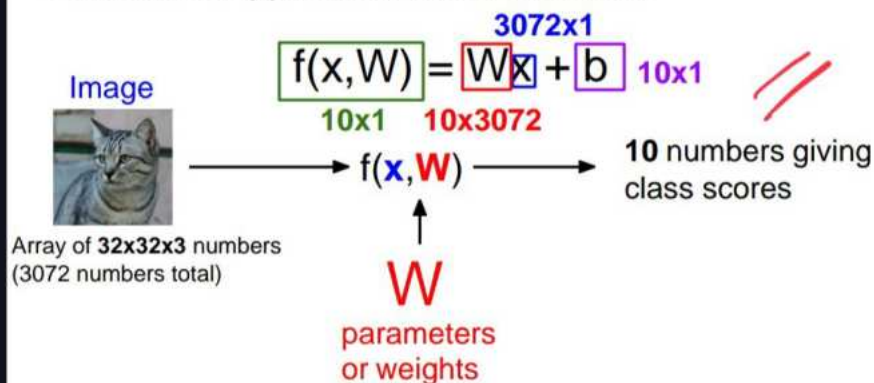 3072x1
f(x,W) = Wx + b 10x1
10x1 10x3072
Image
f(x,W)
10 numbers giving
class scores
Array of 32x32x3 numbers
(3072 numbers total)
W
parameters
or weights